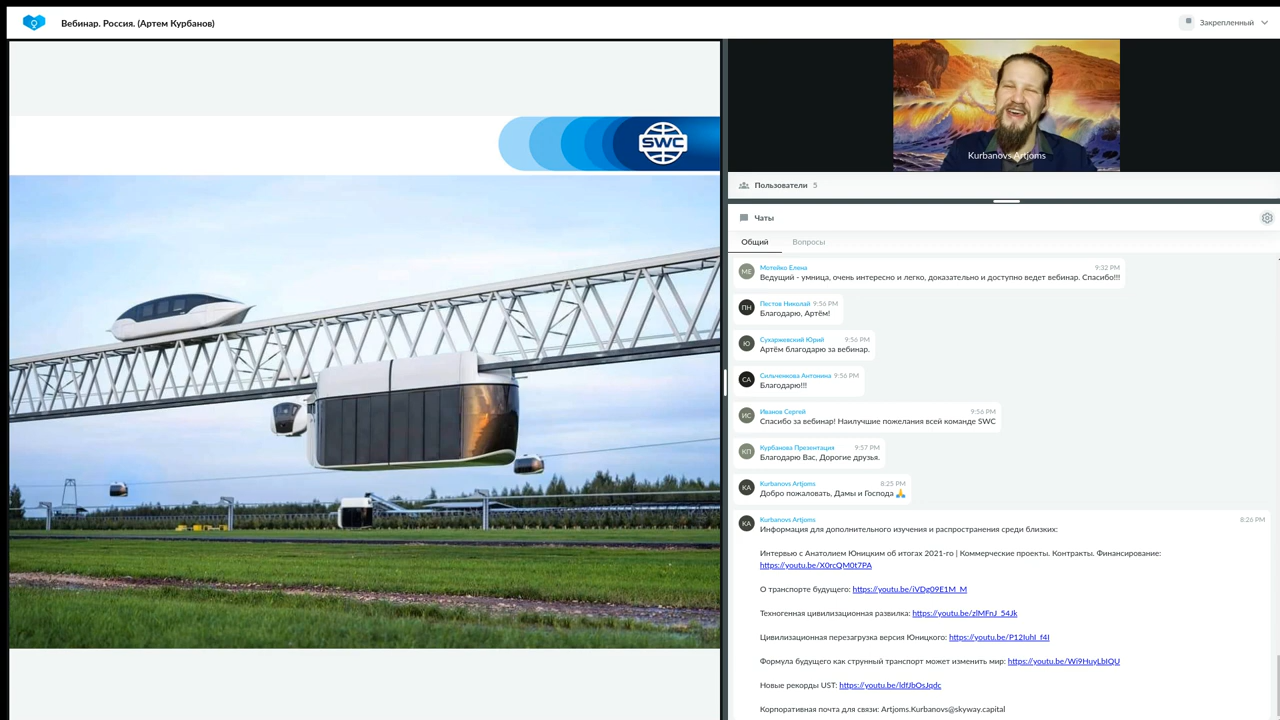 Вебинар. Россия. (Артем Курбанов)
Закрепленный
SWC
Kurbanovs Artjoms
Пользователи 5
Чаты
Общий Вопросы
МЕ Мотейко Елена 9:32 PM
Ведущий - умница, очень интересно и легко, доказательно и доступно ведет вебинар. Спасибо!!!
ПН Пестов Николай 9:56 PM
Благодарю, Артём!
Ю Сухаржевский Юрий 9:56 PM
Артём благодарю за вебинар.
СА Сильченкова Антонина 9:56 PM
Благодарю!!!
ИС Иванов Сергей 9:56 PM
Спасибо за вебинар! Наилучшие пожелания всей команде SWC
КП Курбанова Презентация 9:57 PM
Благодарю Вас, Дорогие друзья.
KA Kurbanovs Artjoms 8:25 PM
Добро пожаловать, Дамы и Господа 🙏
KA Kurbanovs Artjoms 8:26 PM
Информация для дополнительного изучения и распространения среди близких:
Интервью с Анатолием Юницким об итогах 2021-го | Коммерческие проекты. Контракты. Финансирование:
https://youtu.be/X0rcQM0t7PA
О транспорте будущего: https://youtu.be/iVDg09E1M_M
Техногенная цивилизационная развилка: https://youtu.be/zlMFnJ_54Jk
Цивилизационная перезагрузка версия Юницкого: https://youtu.be/P12IuhI_f4I
Формула будущего как струнный транспорт может изменить мир: https://youtu.be/Wi9HuyLbIQU
Новые рекорды UST: https://youtu.be/ldfJbOsJqdc
Корпоративная почта для связи: Artjoms.Kurbanovs@skyway.capital